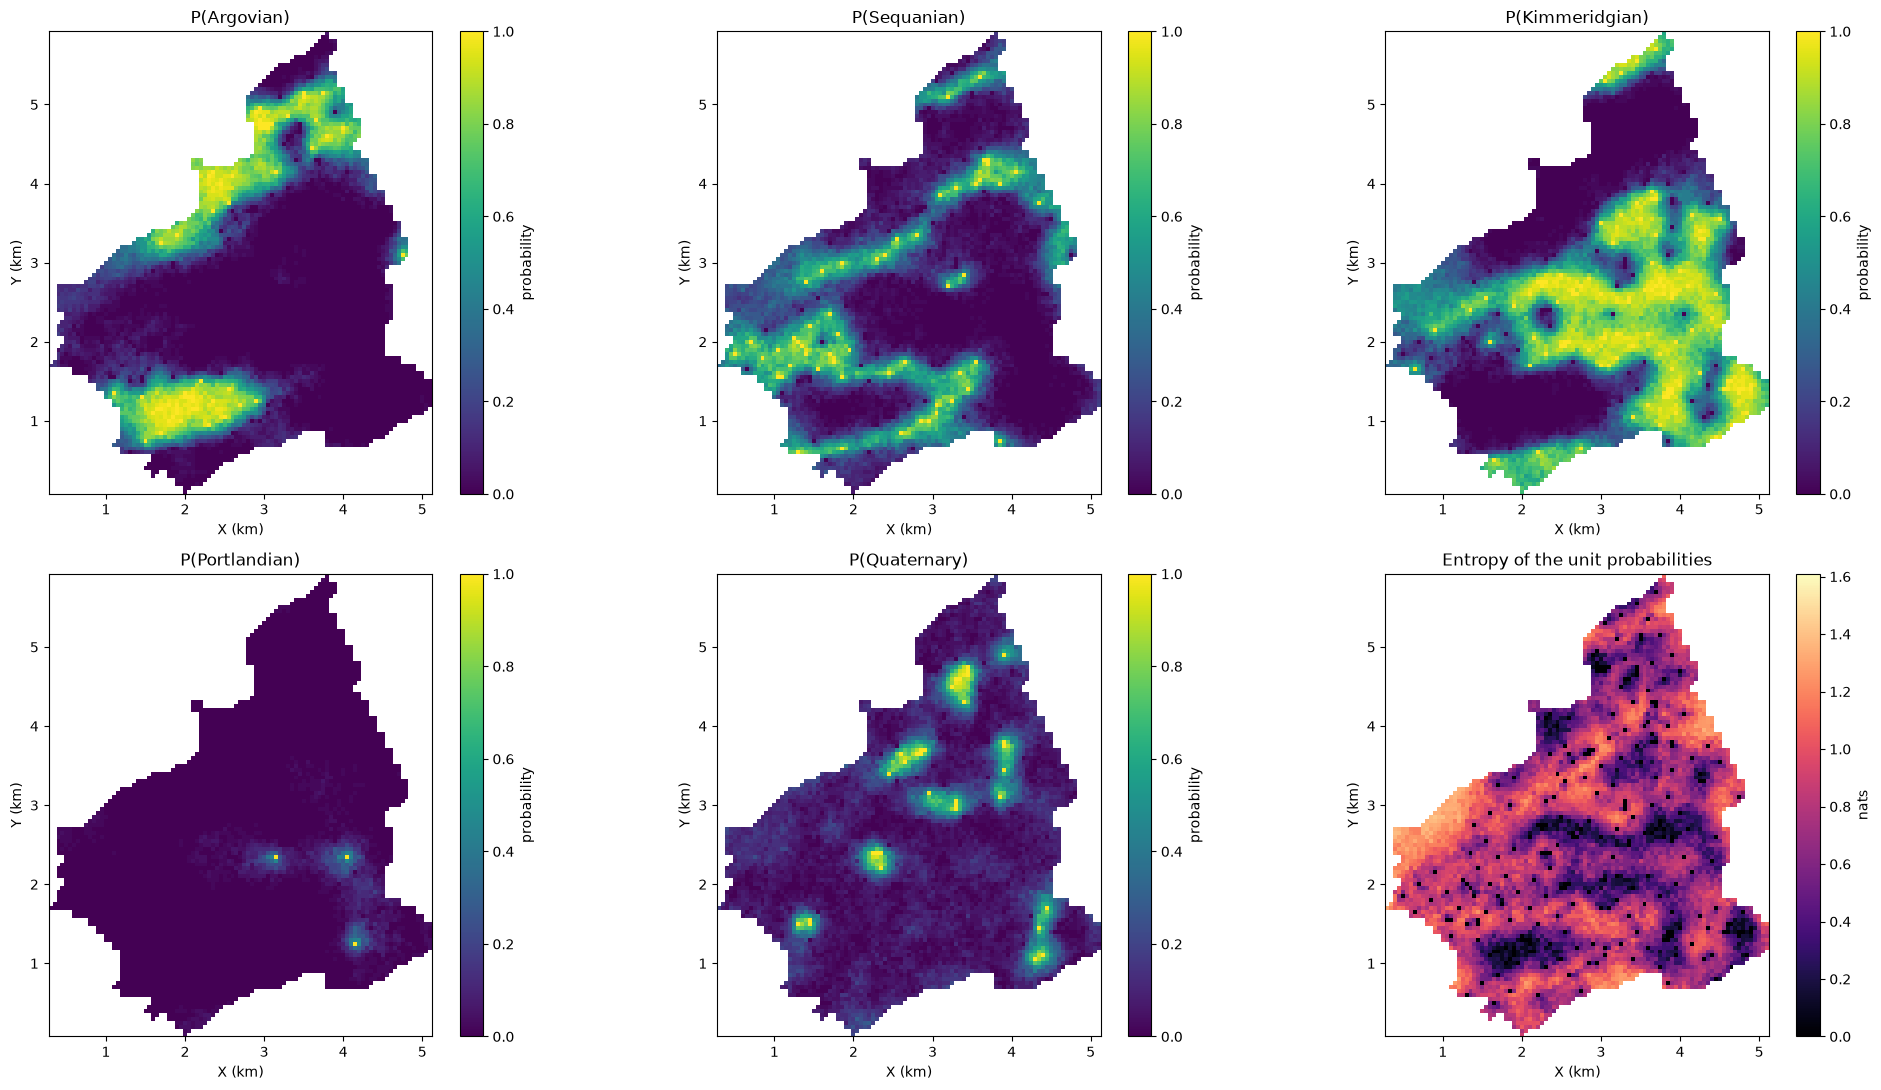 P(Argovian)
Y (km)
5
4
3
2
1
1 2 3 4 5
X (km)
1.0
0.8
0.6
0.4
0.2
0.0
probability
P(Sequanian)
Y (km)
5
4
3
2
1
1 2 3 4 5
X (km)
1.0
0.8
0.6
0.4
0.2
0.0
probability
P(Kimmeridgian)
Y (km)
5
4
3
2
1
1 2 3 4 5
X (km)
1.0
0.8
0.6
0.4
0.2
0.0
probability
P(Portlandian)
Y (km)
5
4
3
2
1
1 2 3 4 5
X (km)
1.0
0.8
0.6
0.4
0.2
0.0
probability
P(Quaternary)
Y (km)
5
4
3
2
1
1 2 3 4 5
X (km)
1.0
0.8
0.6
0.4
0.2
0.0
probability
Entropy of the unit probabilities
Y (km)
5
4
3
2
1
1 2 3 4 5
X (km)
1.6
1.4
1.2
1.0
0.8
0.6
0.4
0.2
0.0
nats